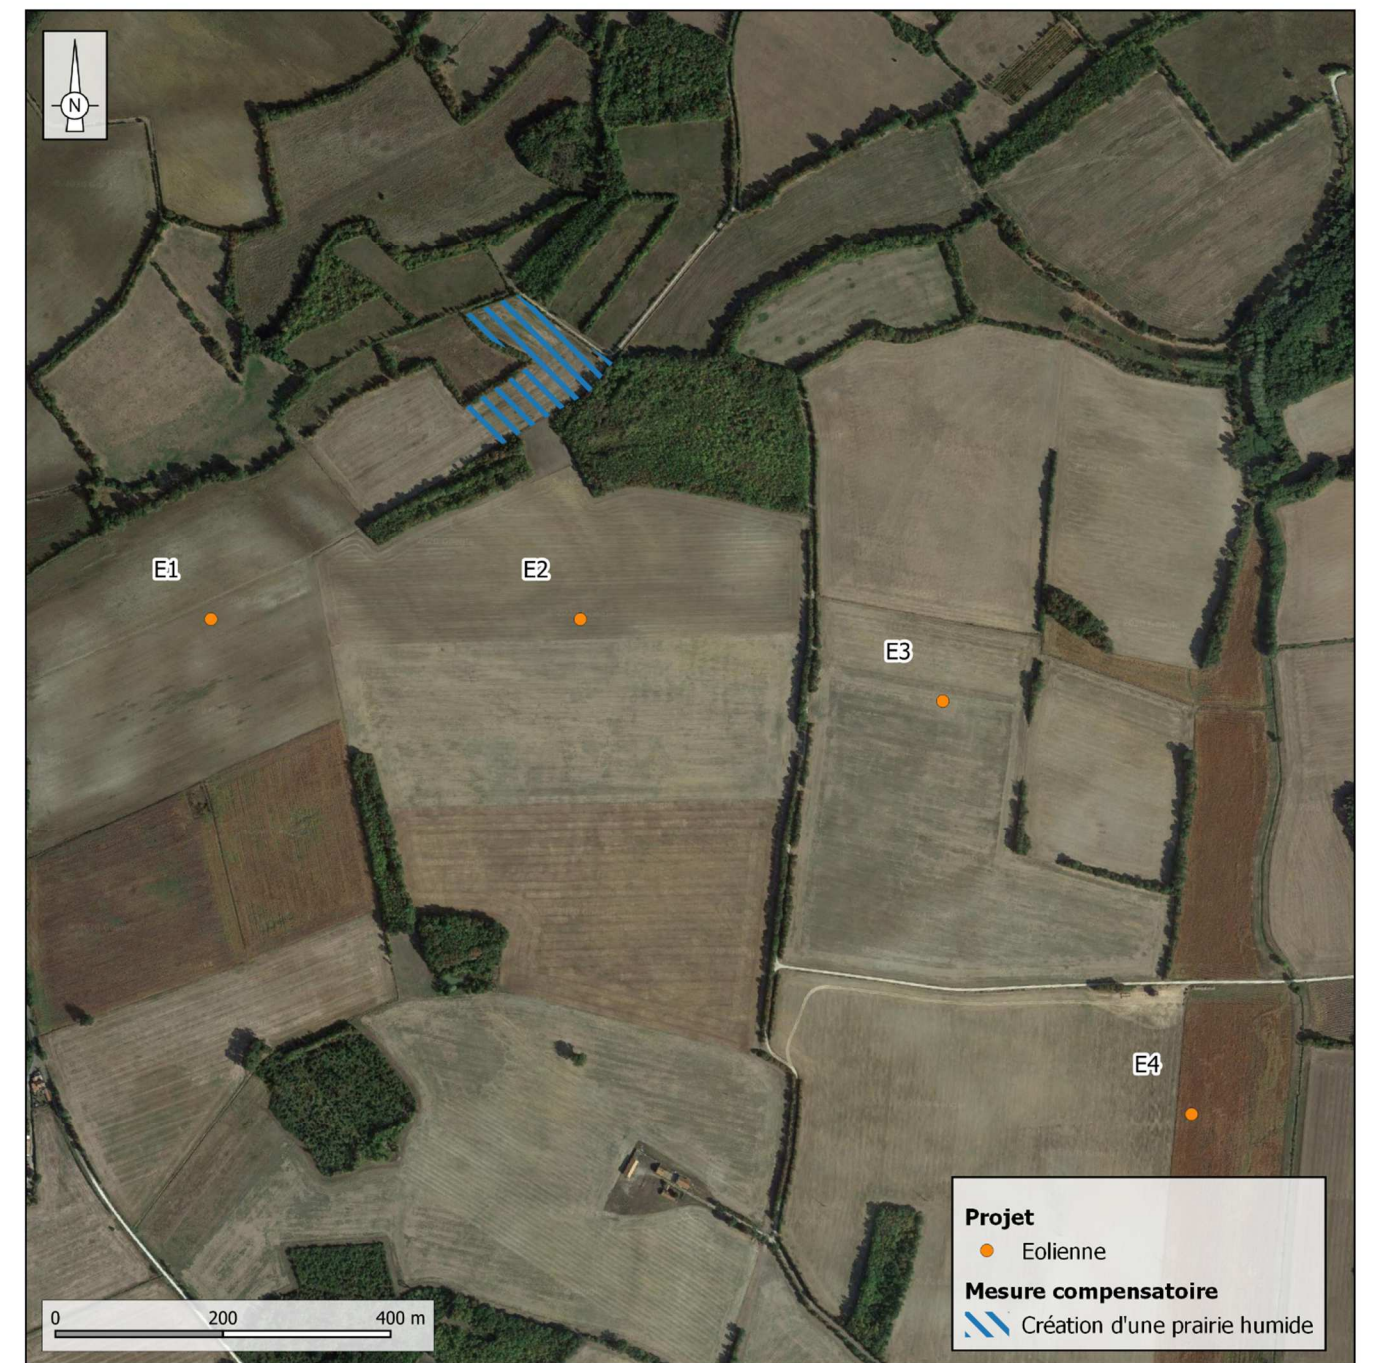 N
E1
E2
E3
E4
Projet
Eolienne
Mesure compensatoire
Création d'une prairie humide
0 200 400 m